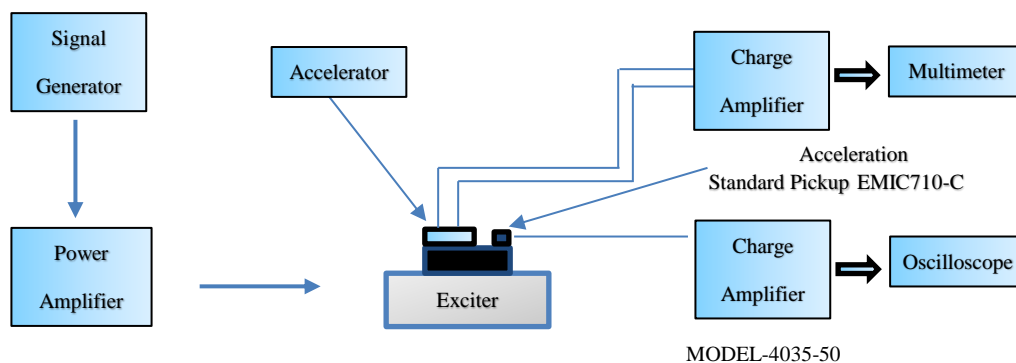 Signal
Generator
Accelerator
Charge
Amplifier
Multimeter
Acceleration
Standard Pickup EMIC710-C
Power
Amplifier
Exciter
Charge
Amplifier
Oscilloscope
MODEL-4035-50